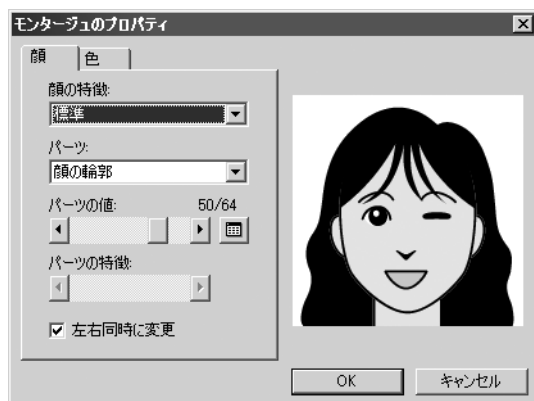 モンタージュのプロパティ
顔 色
顔の特徴:
標準
パーツ:
顔の輪郭
パーツの値: 50/64
パーツの特徴:
左右同時に変更
OK キャンセル